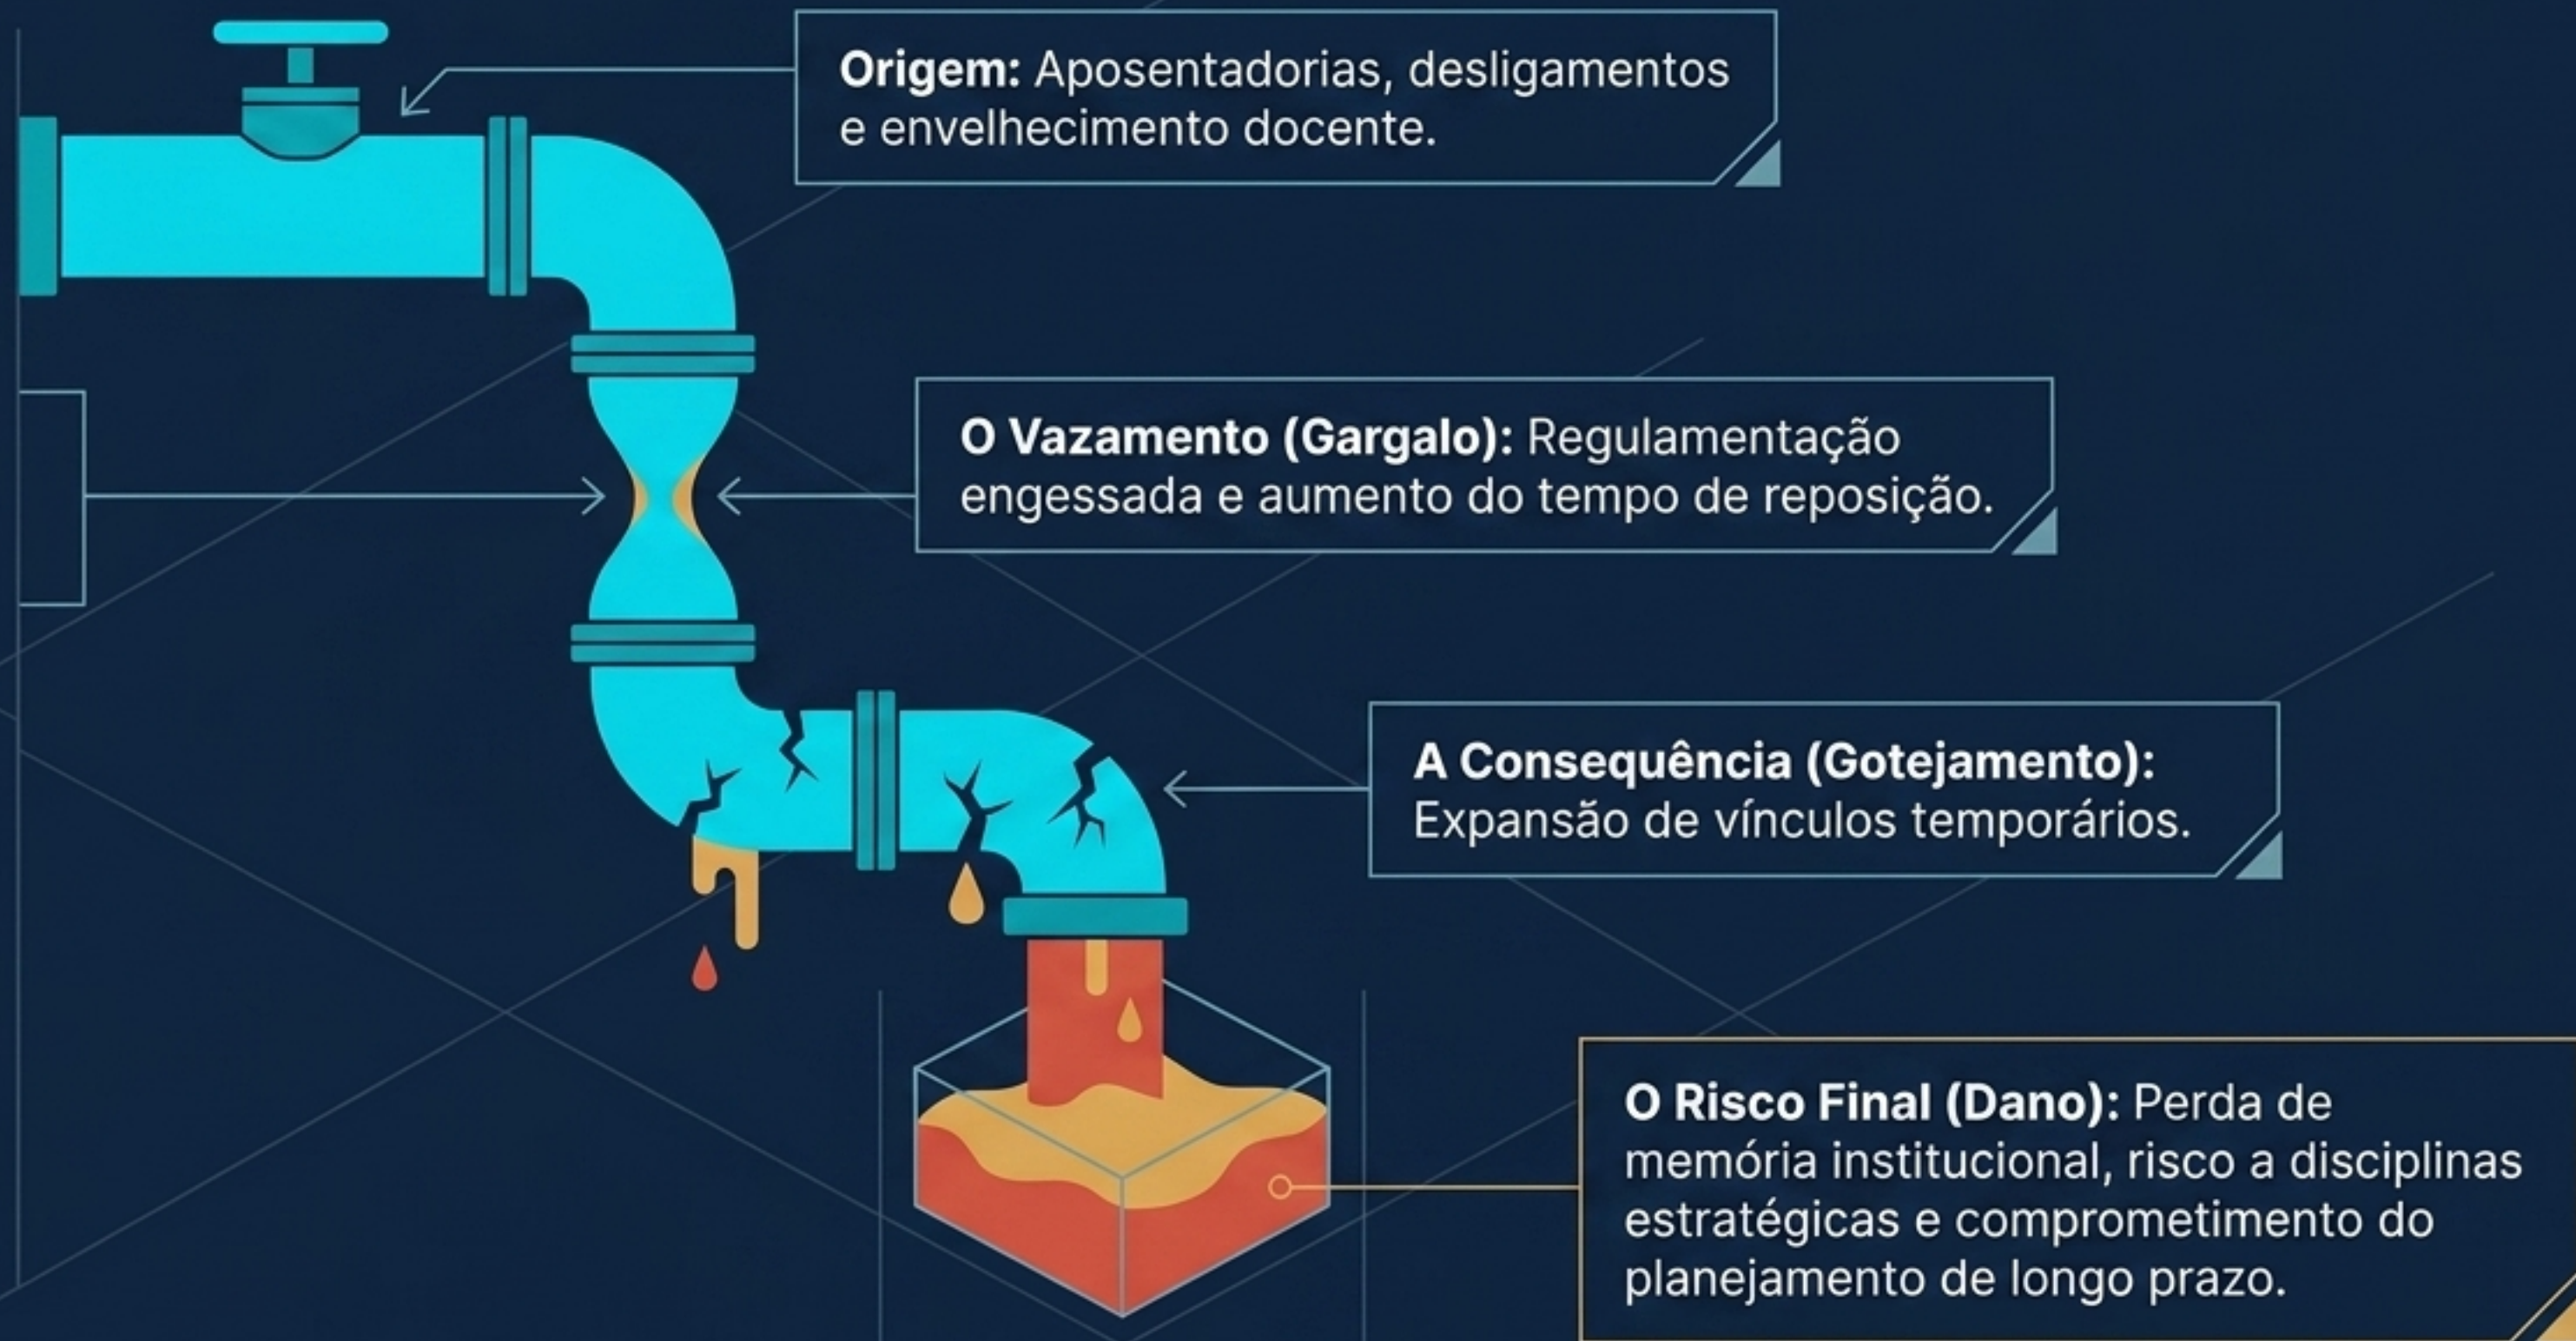 Origem: Aposentadorias, desligamentos
e envelhecimento docente.
O Vazamento (Gargalo): Regulamentação
engessada e aumento do tempo de reposição.
A Consequência (Gotejamento):
Expansão de vínculos temporários.
O Risco Final (Dano): Perda de
memória institucional, risco a disciplinas
estratégicas e comprometimento do
planejamento de longo prazo.